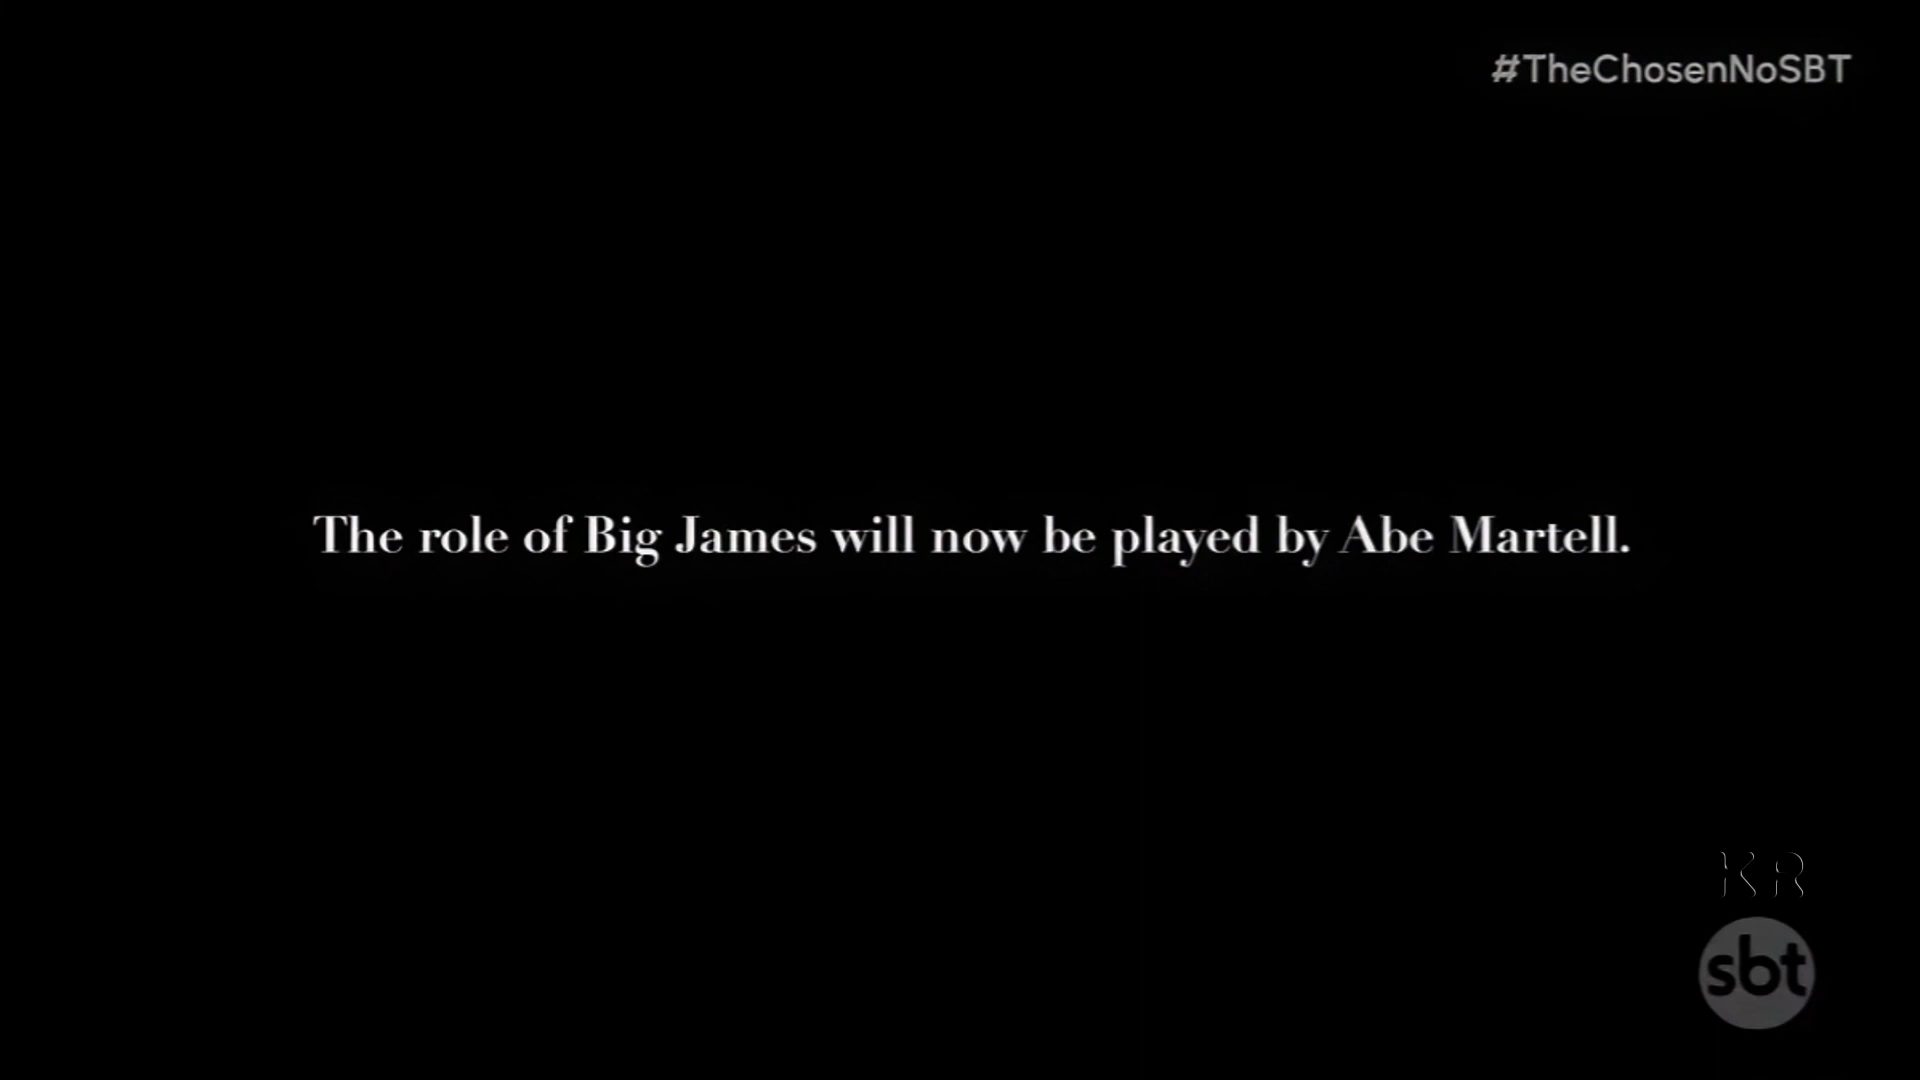 #TheChosenNoSBT
The role of Big James will now be played by Abe Martell.
KR
sbt